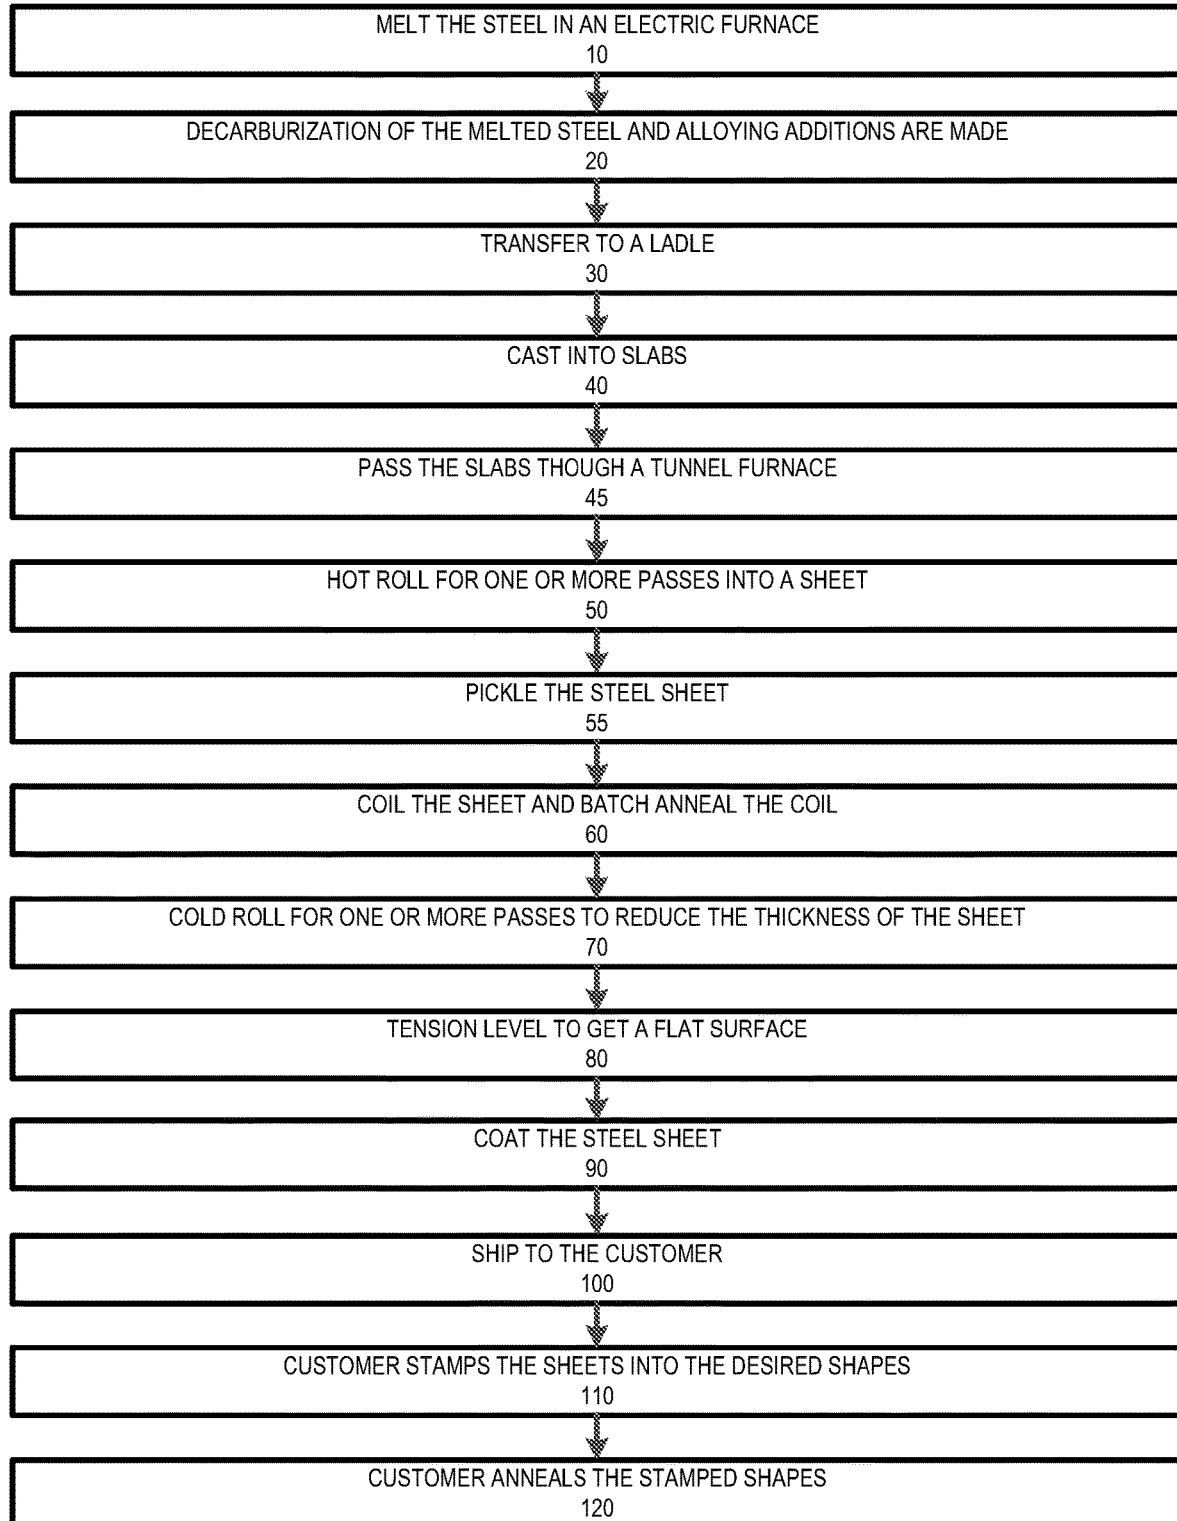 MELT THE STEEL IN AN ELECTRIC FURNACE
10
DECARBURIZATION OF THE MELTED STEEL AND ALLOYING ADDITIONS ARE MADE
20
TRANSFER TO A LADLE
30
CAST INTO SLABS
40
PASS THE SLABS THOUGH A TUNNEL FURNACE
45
HOT ROLL FOR ONE OR MORE PASSES INTO A SHEET
50
PICKLE THE STEEL SHEET
55
COIL THE SHEET AND BATCH ANNEAL THE COIL
60
COLD ROLL FOR ONE OR MORE PASSES TO REDUCE THE THICKNESS OF THE SHEET
70
TENSION LEVEL TO GET A FLAT SURFACE
80
COAT THE STEEL SHEET
90
SHIP TO THE CUSTOMER
100
CUSTOMER STAMPS THE SHEETS INTO THE DESIRED SHAPES
110
CUSTOMER ANNEALS THE STAMPED SHAPES
120